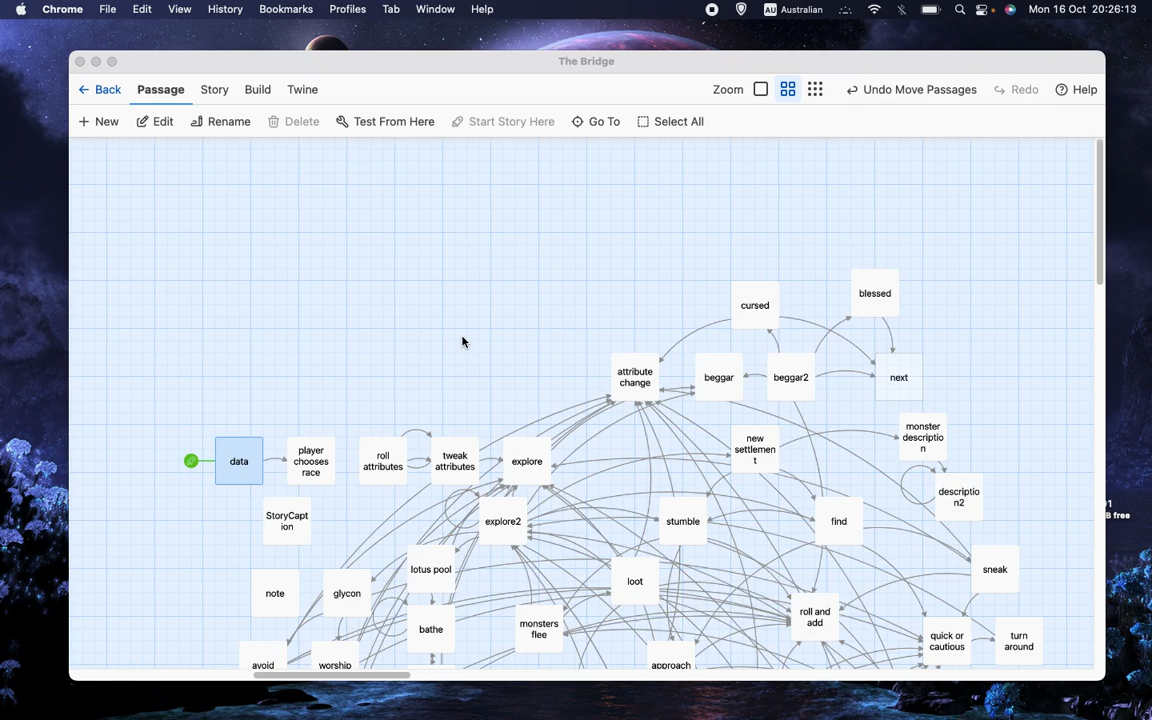 Chrome File Edit View History Bookmarks Profiles Tab Window Help
AU Australian
Mon 16 Oct 20:26:13
The Bridge
Back Passage Story Build Twine
Zoom
Undo Move Passages Redo Help
New Edit Rename Delete Test From Here Start Story Here Go To Select All
blessed
cursed
attribute
change
beggar
beggar2
next
monster
descriptio
n
new
settlemen
t
data
player
chooses
race
roll
attributes
tweak
attributes
explore
descriptio
n2
StoryCapt
ion
explore2
stumble
find
lotus pool
sneak
note
glycon
loot
roll and
add
bathe
monsters
flee
quick or
cautious
turn
around
avoid
worship
approach
B free